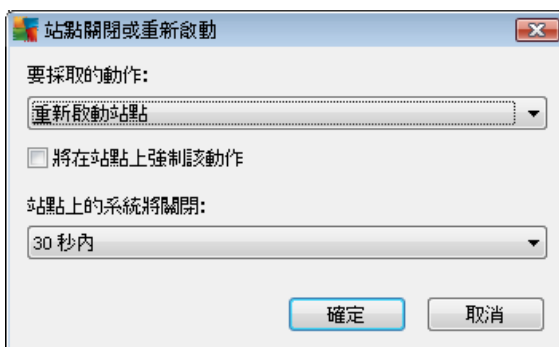 站點關閉或重新啟動
要採取的動作:
重新啟動站點
將在站點上強制該動作
站點上的系統將關閉:
30 秒內
確定
取消